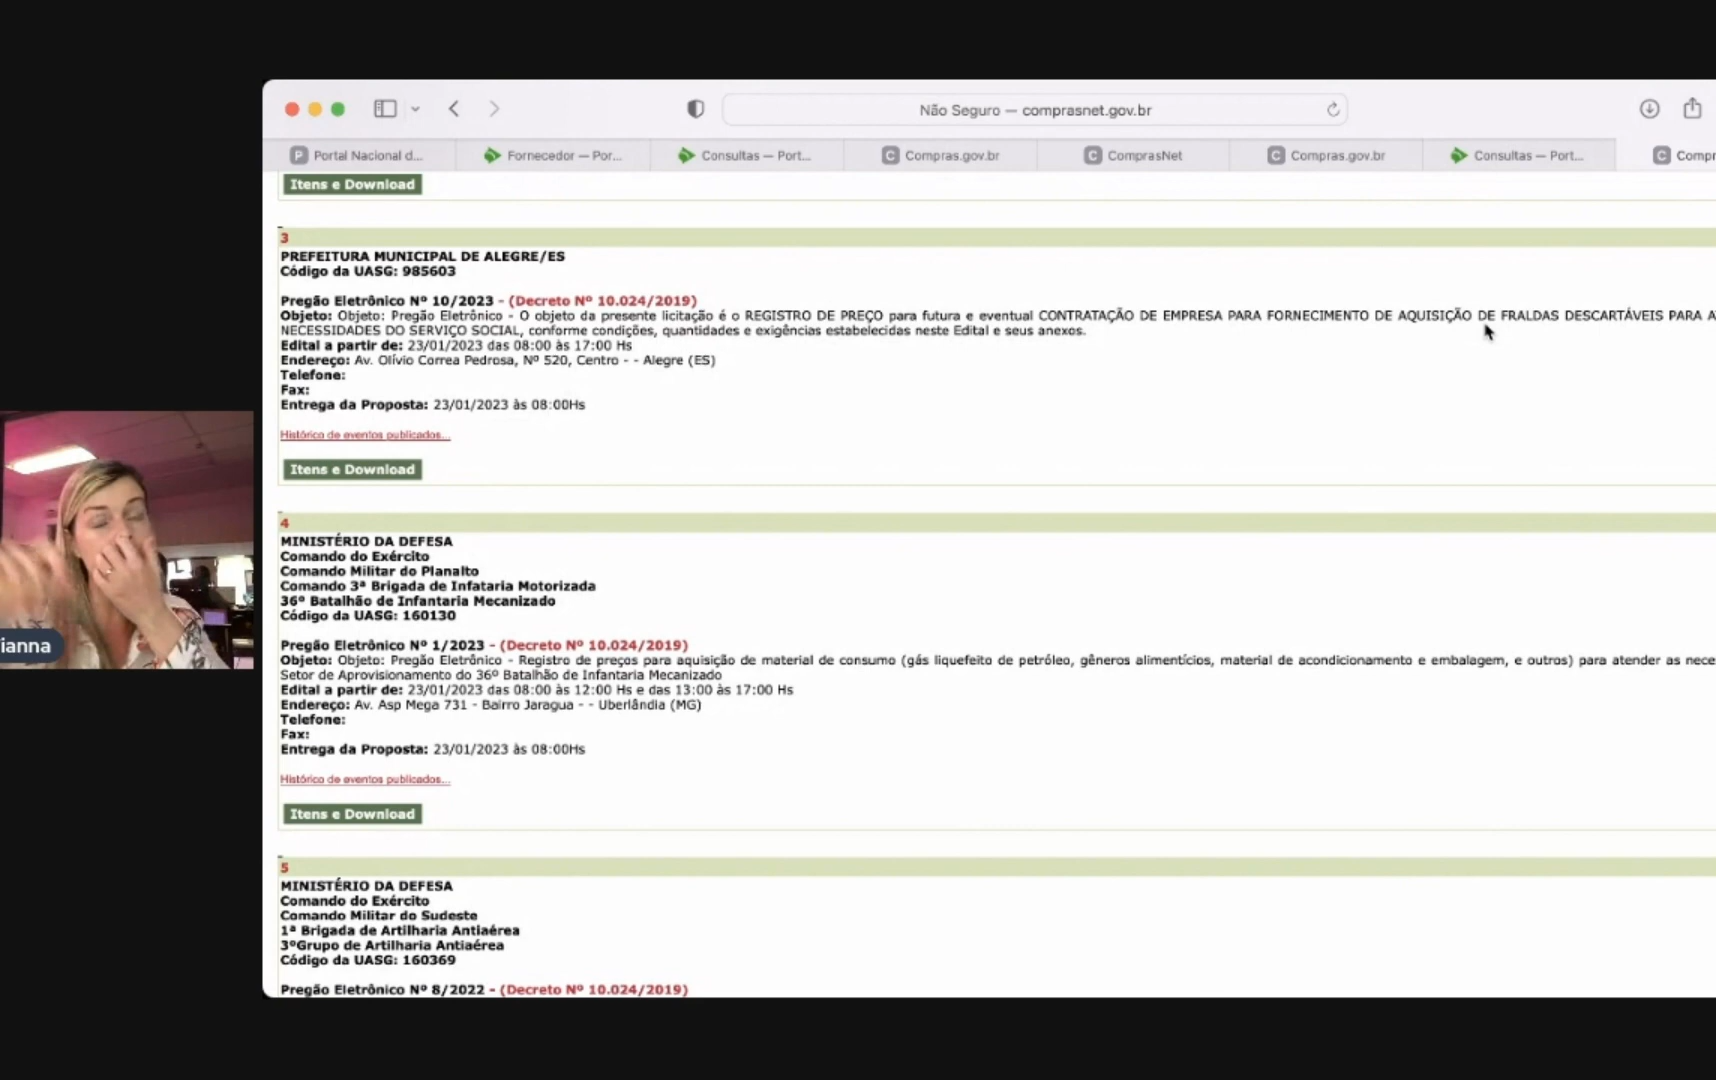 Não Seguro — comprasnet.gov.br
Portal Nacional d...
Fornecedor — Por...
Consultas — Port...
Compras.gov.br
ComprasNet
Compras.gov.br
Consultas — Port...
Itens e Download
3
PREFEITURA MUNICIPAL DE ALEGRE/ES
Código da UASG: 985603
Pregão Eletrônico Nº 10/2023 - (Decreto Nº 10.024/2019)
Objeto: Objeto: Pregão Eletrônico - O objeto da presente licitação é o REGISTRO DE PREÇO para futura e eventual CONTRATAÇÃO DE EMPRESA PARA FORNECIMENTO DE AQUISIÇÃO DE FRALDAS DESCARTÁVEIS PARA
NECESSIDADES DO SERVIÇO SOCIAL, conforme condições, quantidades e exigências estabelecidas neste Edital e seus anexos.
Edital a partir de: 23/01/2023 das 08:00 às 17:00 Hs
Endereço: Av. Olívio Correa Pedrosa, Nº 520, Centro - - Alegre (ES)
Telefone:
Fax:
Entrega da Proposta: 23/01/2023 às 08:00Hs
Histórico de eventos publicados...
Itens e Download
4
MINISTÉRIO DA DEFESA
Comando do Exército
Comando Militar do Planalto
Comando 3ª Brigada de Infataria Motorizada
36º Batalhão de Infantaria Mecanizado
Código da UASG: 160130
Pregão Eletrônico Nº 1/2023 - (Decreto Nº 10.024/2019)
Objeto: Objeto: Pregão Eletrônico - Registro de preços para aquisição de material de consumo (gás liquefeito de petróleo, gêneros alimentícios, material de acondicionamento e embalagem, e outros) para atender as nece
Setor de Aprovisionamento do 36º Batalhão de Infantaria Mecanizado
Edital a partir de: 23/01/2023 das 08:00 às 12:00 Hs e das 13:00 às 17:00 Hs
Endereço: Av. Asp Mega 731 - Bairro Jaragua - - Uberlândia (MG)
Telefone:
Fax:
Entrega da Proposta: 23/01/2023 às 08:00Hs
Histórico de eventos publicados...
Itens e Download
5
MINISTÉRIO DA DEFESA
Comando do Exército
Comando Militar do Sudeste
1ª Brigada de Artilharia Antiaérea
3ºGrupo de Artilharia Antiaérea
Código da UASG: 160369
Pregão Eletrônico Nº 8/2022 - (Decreto Nº 10.024/2019)
ianna